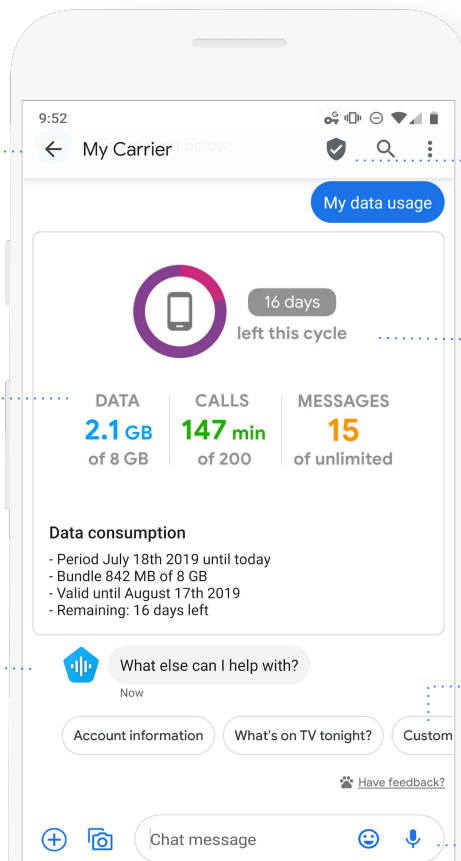 9:52
My Carrier
My data usage
16 days
left this cycle
DATA
2.1 GB
of 8 GB
CALLS
147 min
of 200
MESSAGES
15
of unlimited
Data consumption
- Period July 18th 2019 until today
- Bundle 842 MB of 8 GB
- Valid until August 17th 2019
- Remaining: 16 days left
What else can I help with?
Now
Account information
What's on TV tonight?
Custom
Have feedback?
Chat message